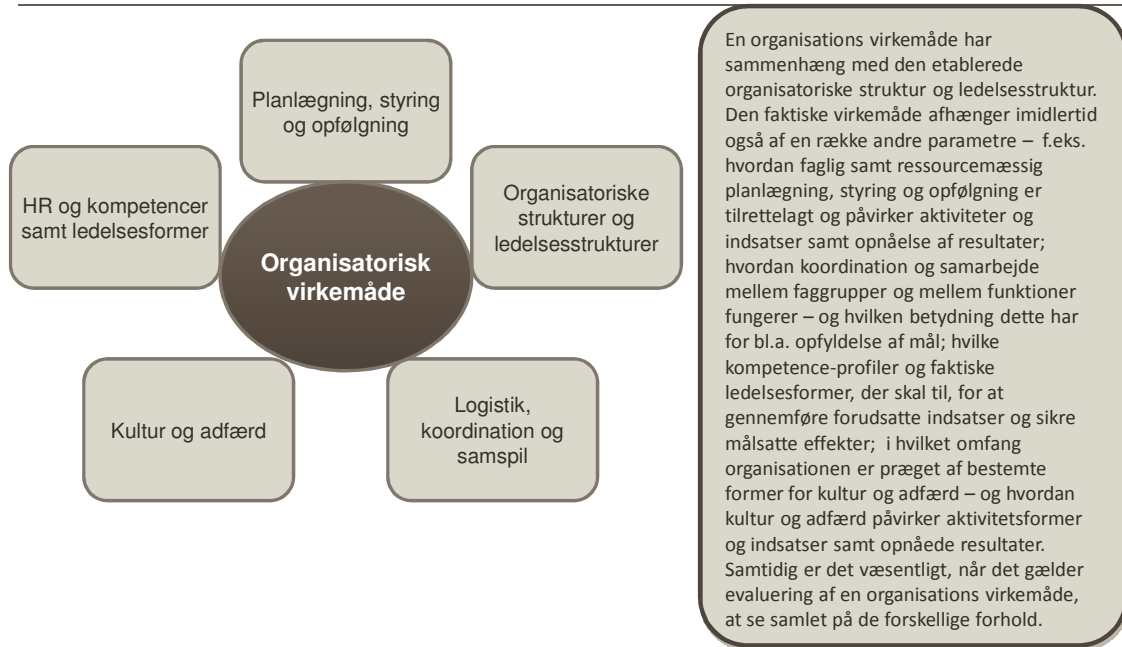 Planlægning, styring
og opfølgning
HR og kompetencer
samt ledelsesformer
Organisatoriske
strukturer og
ledelsesstrukturer
Organisatorisk
virkemåde
Kultur og adfærd
Logistik,
koordination og
samspil
En organisations virkemåde har
sammenhæng med den etablerede
organisatoriske struktur og ledelsesstruktur.
Den faktiske virkemåde afhænger imidlertid
også af en række andre parametre – f.eks.
hvordan faglig samt ressourcemæssig
planlægning, styring og opfølgning er
tilrettelagt og påvirker aktiviteter og
indsatser samt opnåelse af resultater;
hvordan koordination og samarbejde
mellem faggrupper og mellem funktioner
fungerer – og hvilken betydning dette har
for bl.a. opfyldelse af mål; hvilke
kompetence-profiler og faktiske
ledelsesformer, der skal til, for at
gennemføre forudsatte indsatser og sikre
målsatte effekter; i hvilket omfang
organisationen er præget af bestemte
former for kultur og adfærd – og hvordan
kultur og adfærd påvirker aktivitetsformer
og indsatser samt opnåede resultater.
Samtidig er det væsentligt, når det gælder
evaluering af en organisations virkemåde,
at se samlet på de forskellige forhold.